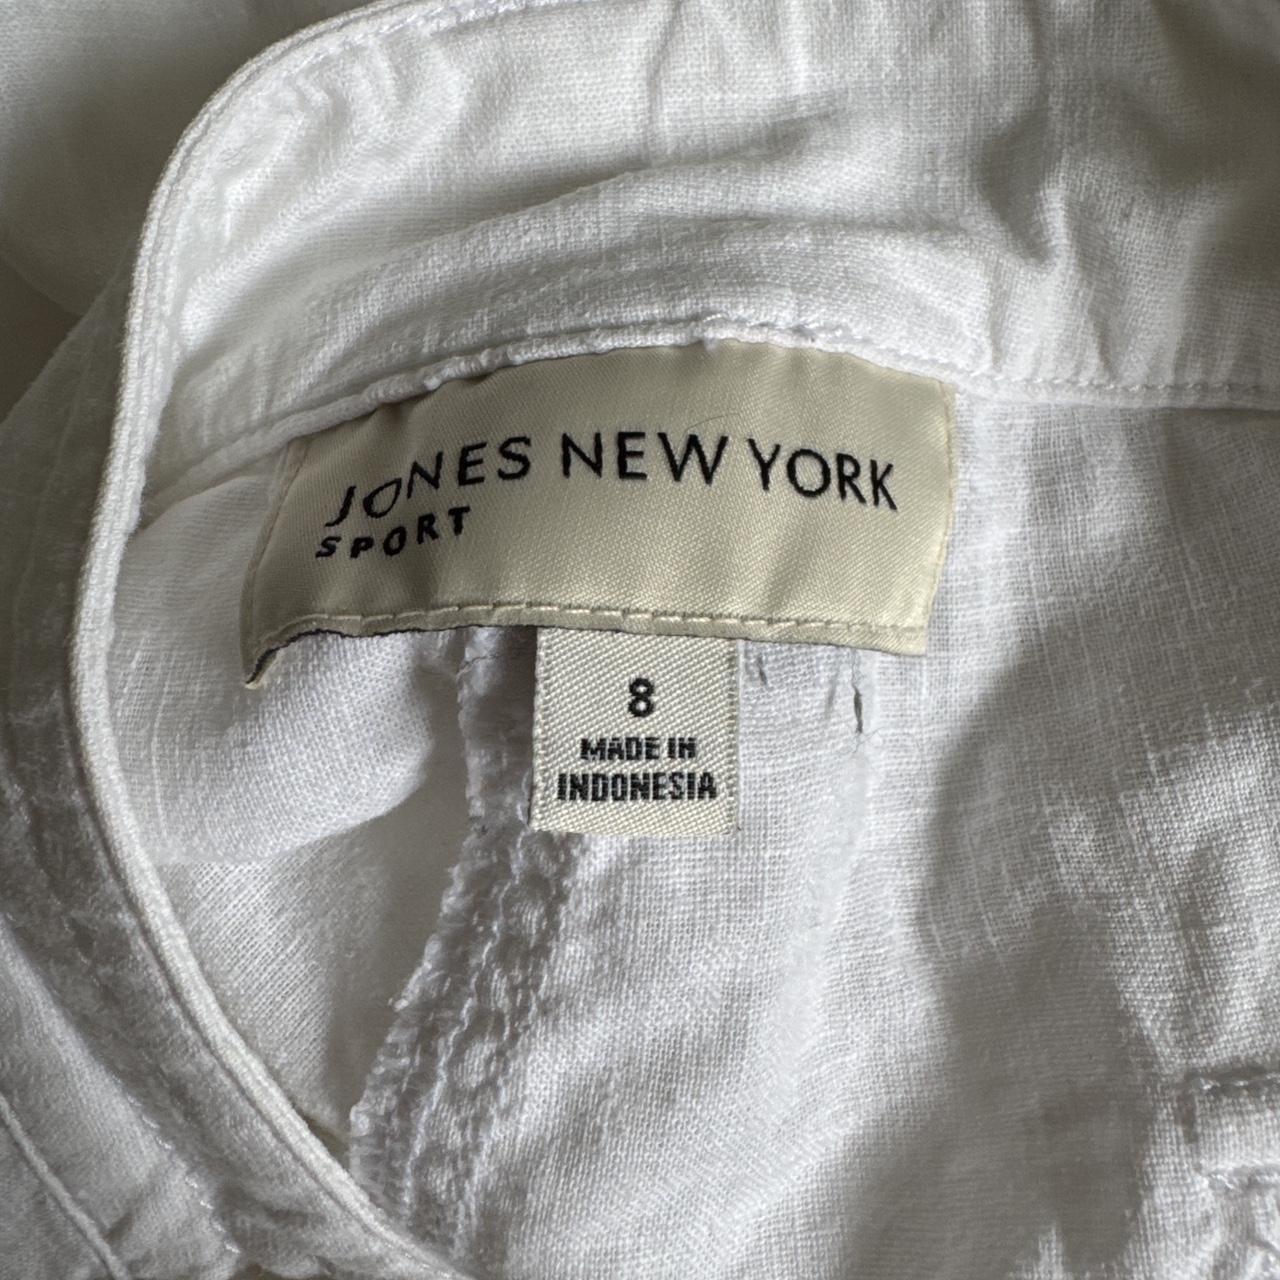 JONES NEW YORK
SPORT
8
MADE IN
INDONESIA